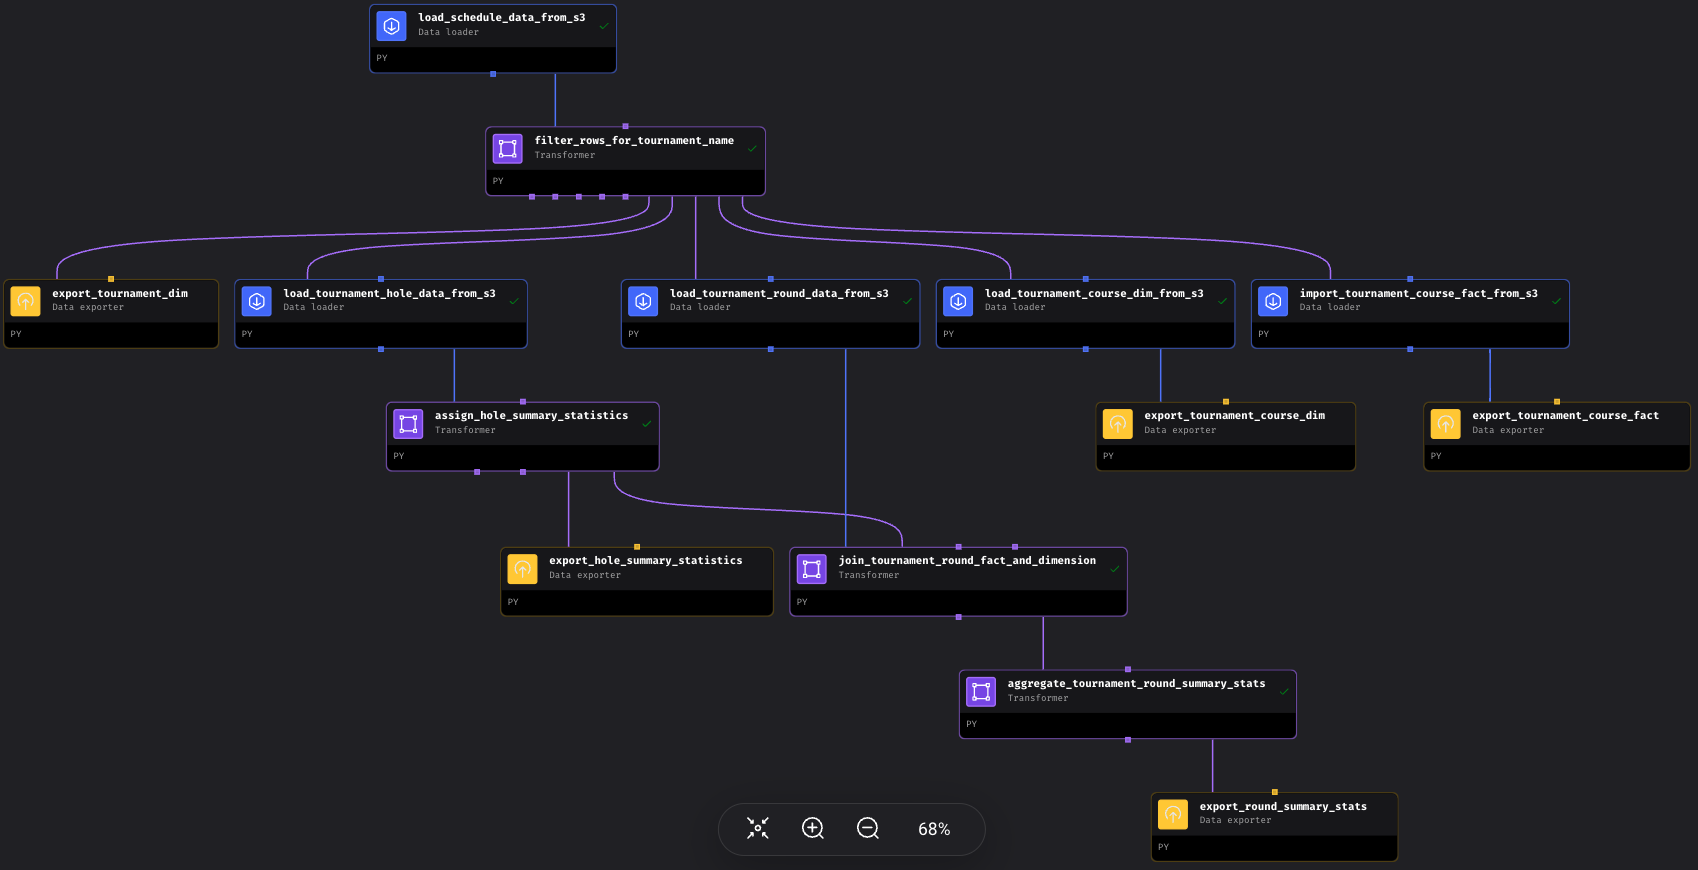 load_schedule_data_from_s3
Data loader
PY
filter_rows_for_tournament_name
Transformer
PY
export_tournament_dim
Data exporter
PY
load_tournament_hole_data_from_s3
Data loader
PY
load_tournament_round_data_from_s3
Data loader
PY
load_tournament_course_dim_from_s3
Data loader
PY
import_tournament_course_fact_from_s3
Data loader
PY
assign_hole_summary_statistics
Transformer
PY
export_tournament_course_dim
Data exporter
PY
export_tournament_course_fact
Data exporter
PY
export_hole_summary_statistics
Data exporter
PY
join_tournament_round_fact_and_dimension
Transformer
PY
aggregate_tournament_round_summary_stats
Transformer
PY
export_round_summary_stats
Data exporter
PY
68%